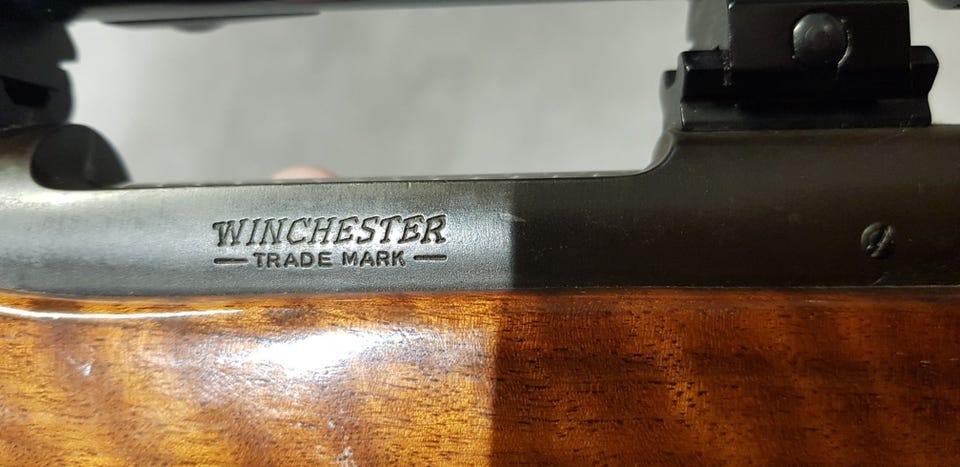 WINCHESTER
— TRADE MARK —